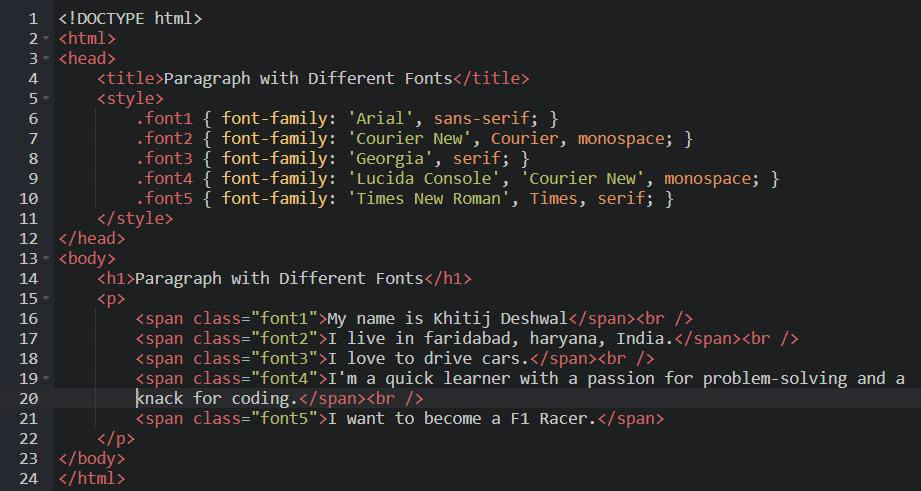 1 <!DOCTYPE html>
2 <html>
3 <head>
4     <title>Paragraph with Different Fonts</title>
5     <style>
6         .font1 { font-family: 'Arial', sans-serif; }
7         .font2 { font-family: 'Courier New', Courier, monospace; }
8         .font3 { font-family: 'Georgia', serif; }
9         .font4 { font-family: 'Lucida Console', 'Courier New', monospace; }
10         .font5 { font-family: 'Times New Roman', Times, serif; }
11     </style>
12 </head>
13 <body>
14     <h1>Paragraph with Different Fonts</h1>
15     <p>
16         <span class="font1">My name is Khitij Deshwal</span><br />
17         <span class="font2">I live in faridabad, haryana, India.</span><br />
18         <span class="font3">I love to drive cars.</span><br />
19         <span class="font4">I'm a quick learner with a passion for problem-solving and a
20         knack for coding.</span><br />
21         <span class="font5">I want to become a F1 Racer.</span>
22     </p>
23 </body>
24 </html>